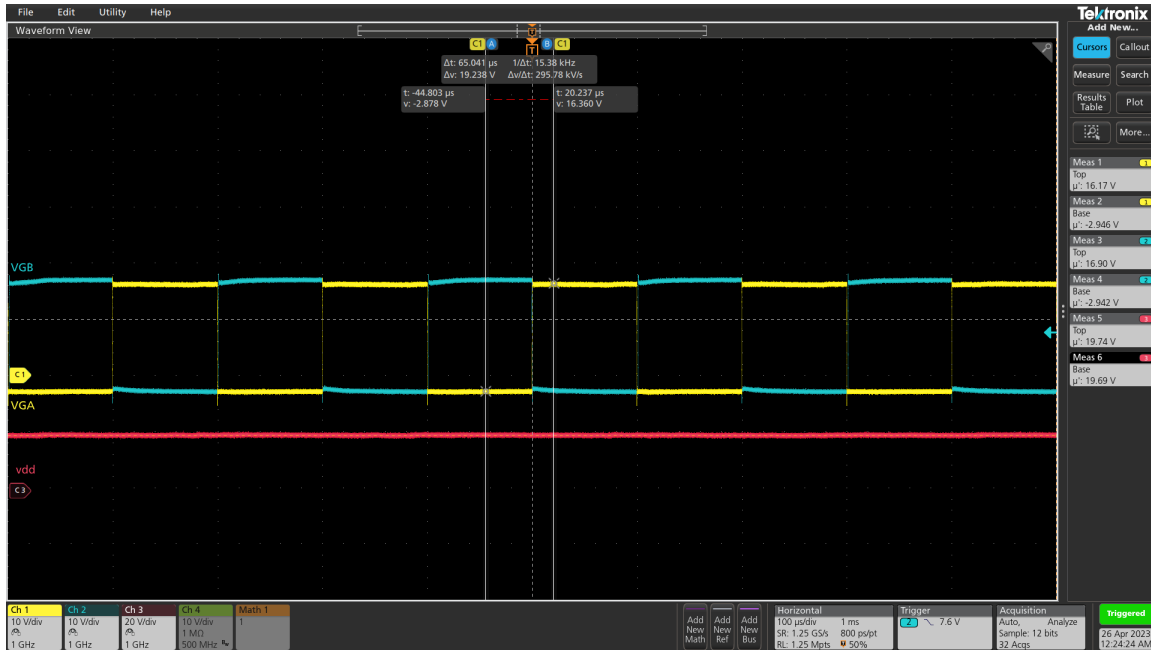 File Edit Utility Help
Tektronix
Waveform View
Add New...
C1 A B C1
T
T
Cursors Callout
Δt: 65.041 µs 1/Δt: 15.38 kHz
Δv: 19.238 V Δv/Δt: 295.78 kV/s
Measure Search
t: -44.803 µs
v: -2.878 V
t: 20.237 µs
v: 16.360 V
Results Table Plot
More...
Meas 1 1
Top
µ': 16.17 V
Meas 2 1
Base
µ': -2.946 V
Meas 3 2
Top
µ': 16.90 V
Meas 4 2
Base
µ': -2.942 V
Meas 5 3
Top
µ': 19.74 V
Meas 6 3
Base
µ': 19.69 V
VGB
C1
VGA
vdd
C3
Ch 1
10 V/div
1 GHz
Ch 2
10 V/div
1 GHz
Ch 3
20 V/div
1 GHz
Ch 4
10 V/div
1 MΩ
500 MHz Bw
Math 1
1
Add New Math
Add New Ref
Add New Bus
Horizontal
100 µs/div 1 ms
SR: 1.25 GS/s 800 ps/pt
RL: 1.25 Mpts 50%
Trigger
2 7.6 V
Acquisition
Auto, Analyze
Sample: 12 bits
32 Acqs
Triggered
26 Apr 2023
12:24:24 AM